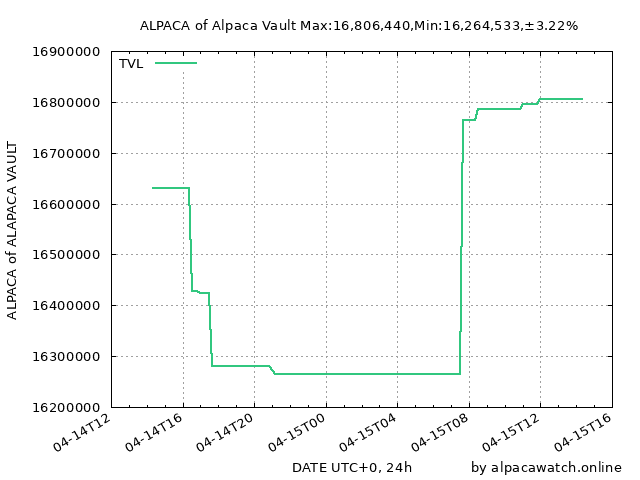 ALPACA of Alpaca Vault Max:16,806,440,Min:16,264,533,±3.22%
16900000
TVL
16800000
16700000
16600000
16500000
16400000
16300000
16200000
ALPACA of ALAPACA VAULT
04-14T12
04-14T16
04-14T20
04-15T00
04-15T04
04-15T08
04-15T12
04-15T16
DATE UTC+0, 24h
by alpacawatch.online